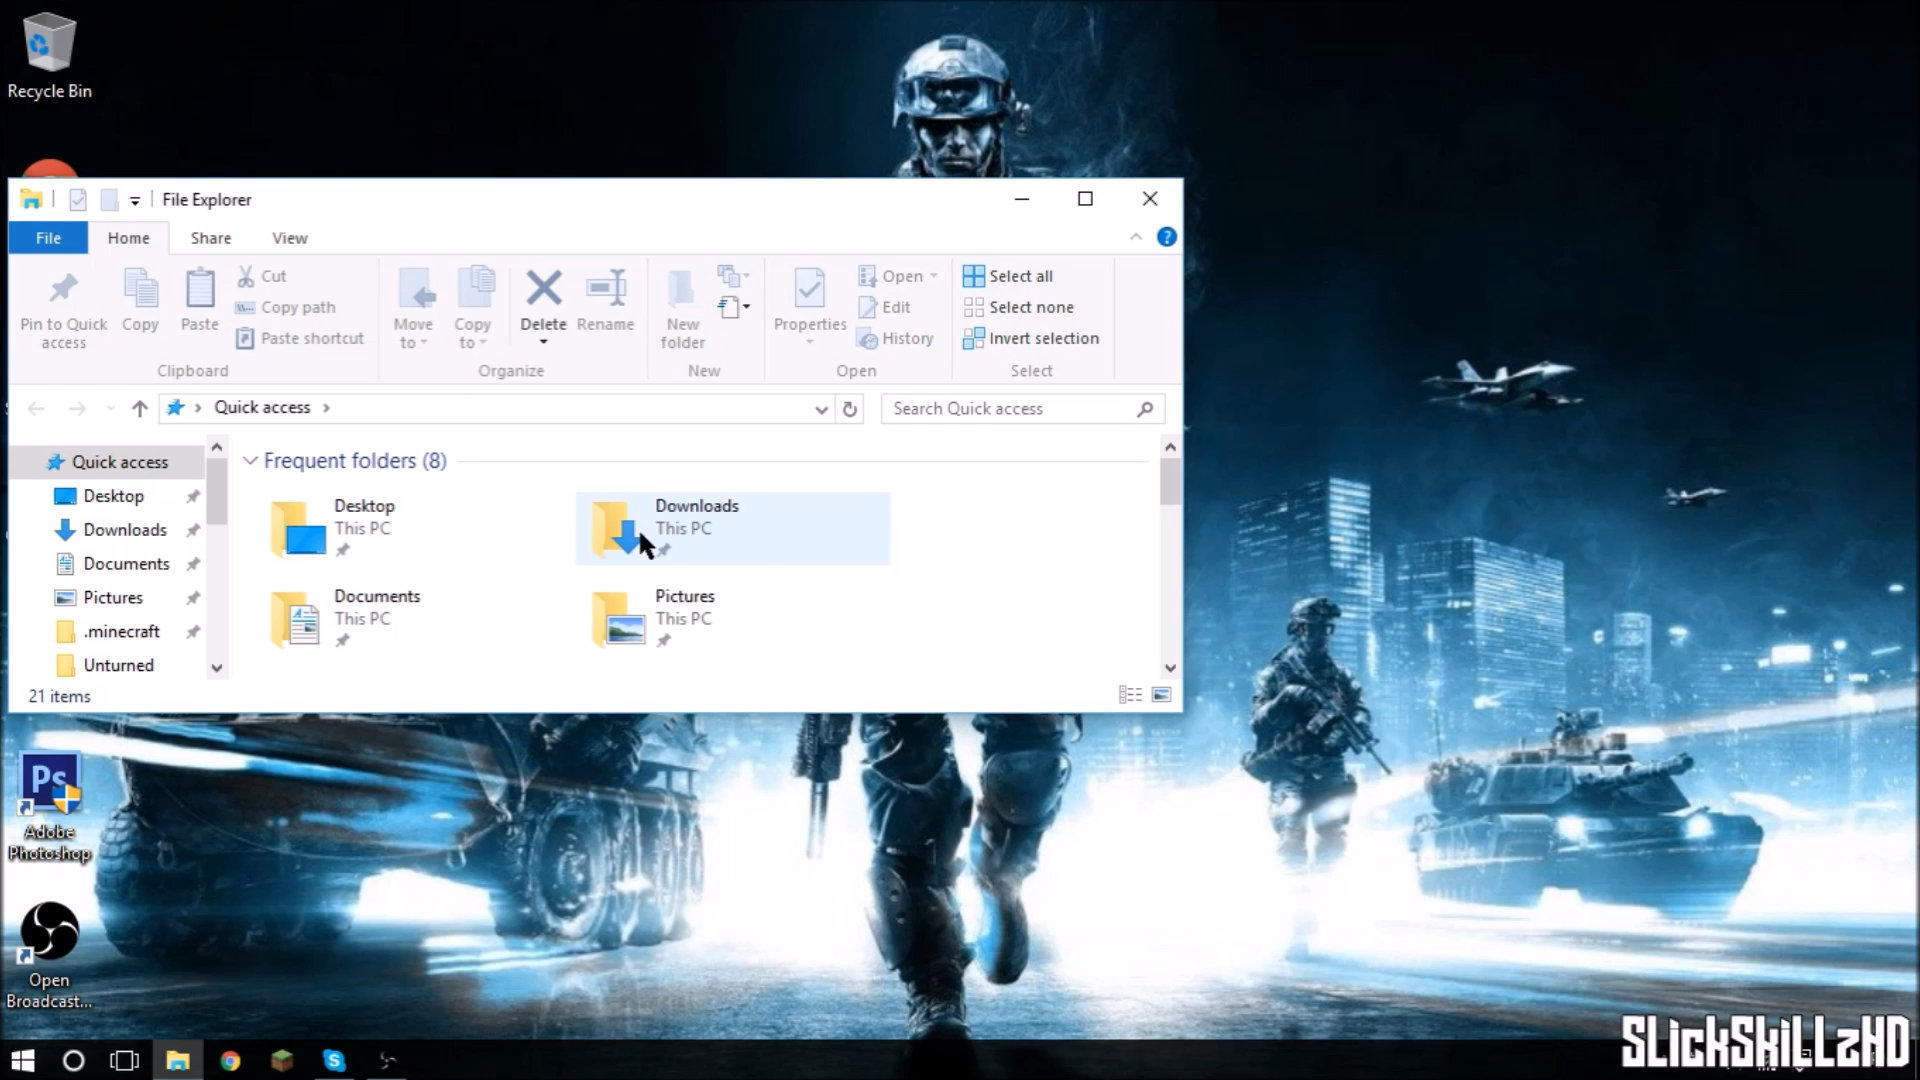 Recycle Bin
File Explorer
File
Home
Share
View
Pin to Quick
access
Copy
Paste
Cut
Copy path
Paste shortcut
Clipboard
Move
to
Copy
to
Delete
Rename
Organize
New
folder
New
Properties
Open
Edit
History
Open
Select all
Select none
Invert selection
Select
Quick access
Search Quick access
Quick access
Desktop
Downloads
Documents
Pictures
.minecraft
Unturned
Frequent folders (8)
Desktop
This PC
Downloads
This PC
Documents
This PC
Pictures
This PC
21 items
Ps
Adobe
Photoshop
Open
Broadcast...
SLickSkiLLzHD